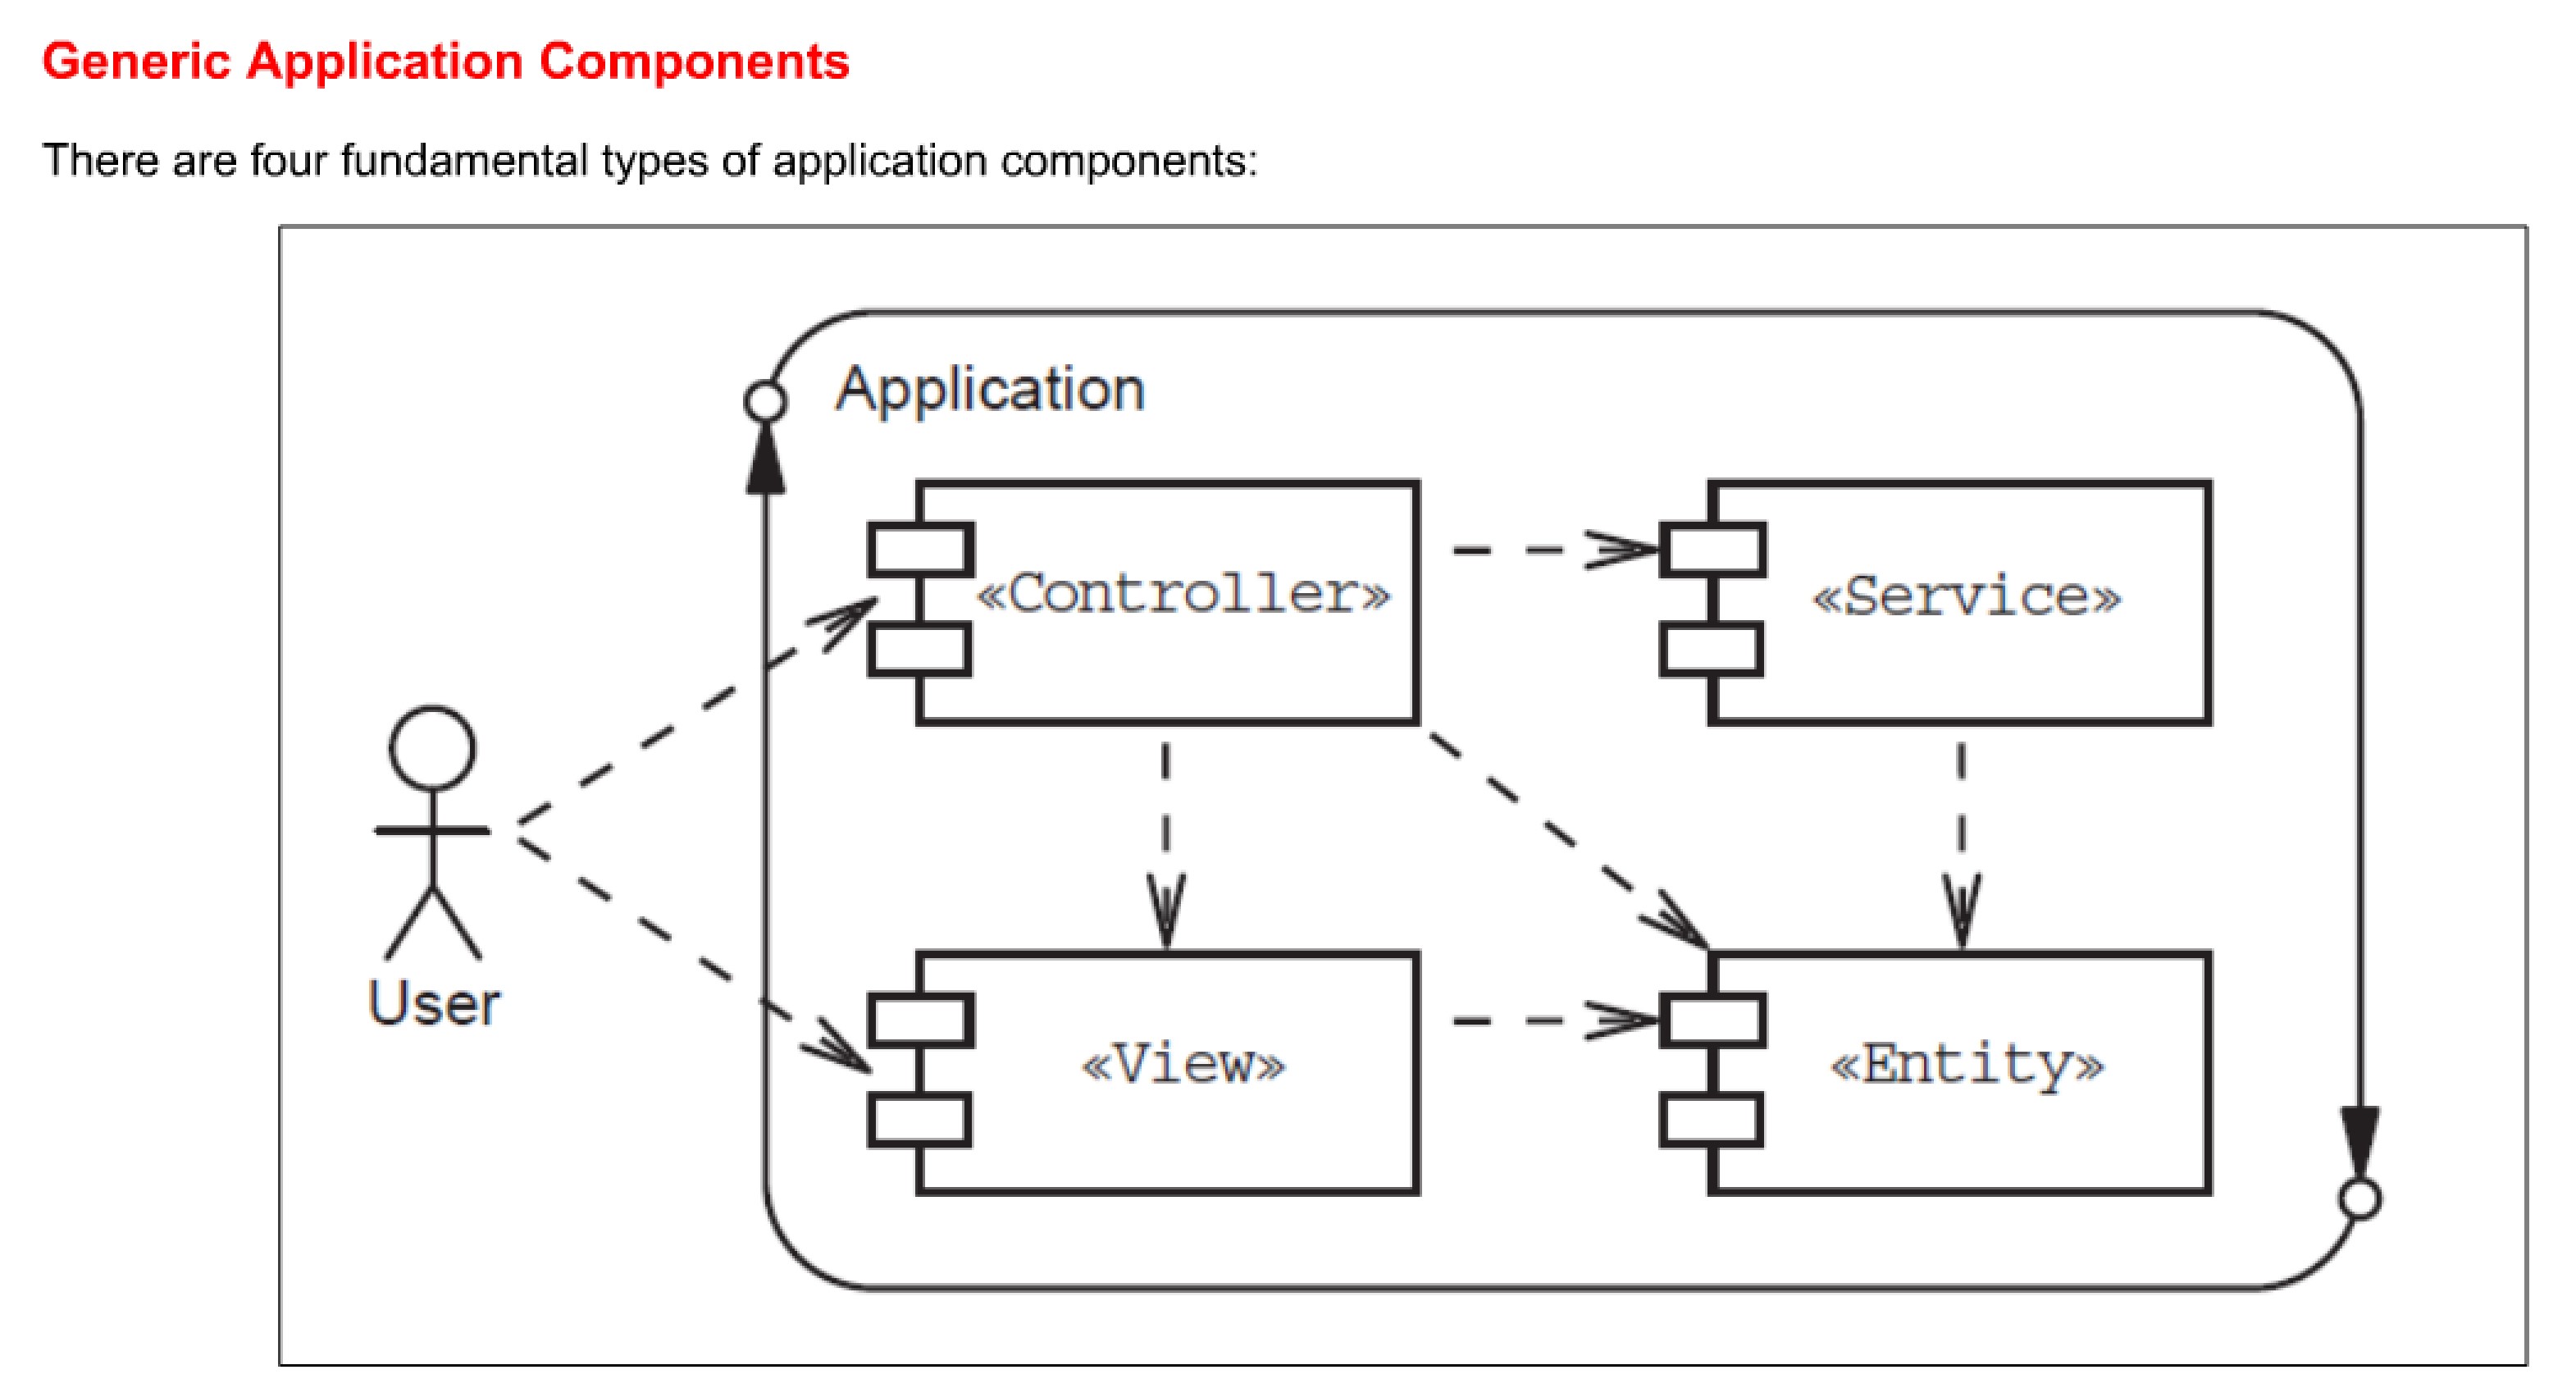 Generic Application Components
There are four fundamental types of application components:
Application
«Controller»
«Service»
User
«View»
«Entity»